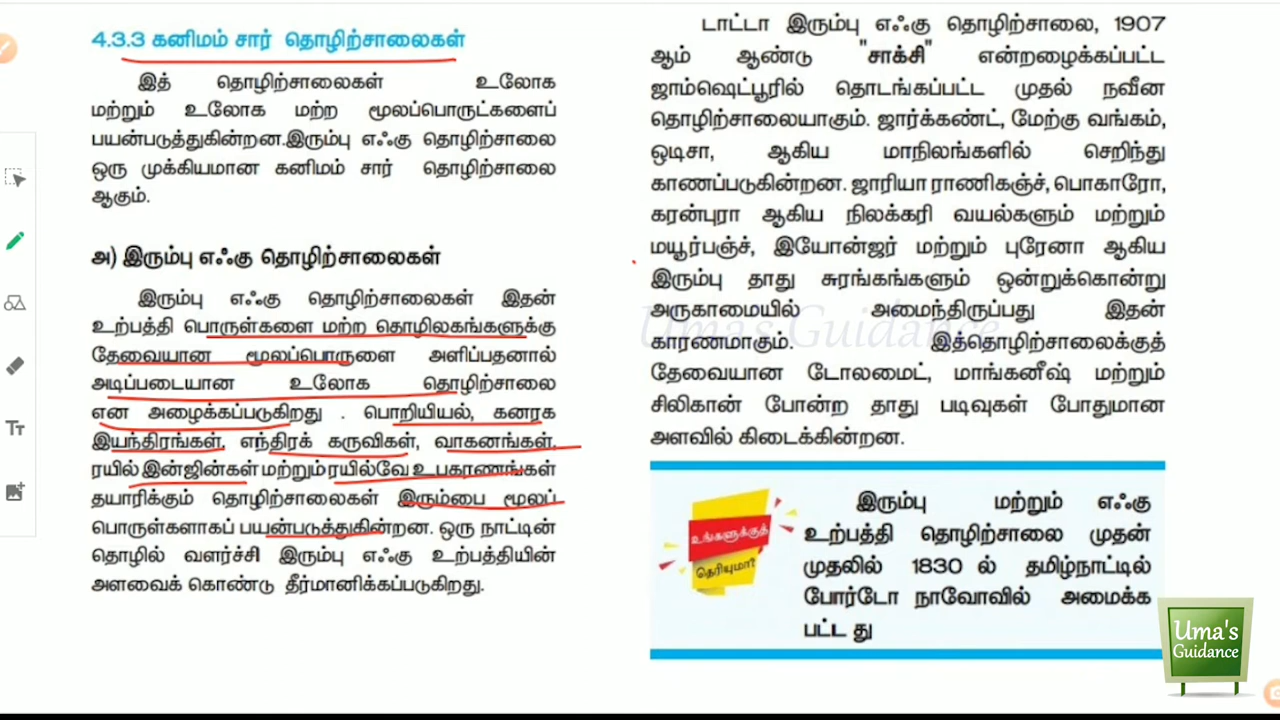 4.3.3 கனிமம் சார் தொழிற்சாலைகள்
இத் தொழிற்சாலைகள் உலோக
மற்றும் உலோக மற்ற மூலப்பொருட்களைப்
பயன்படுத்துகின்றன.இரும்பு எஃகு தொழிற்சாலை
ஒரு முக்கியமான கனிமம் சார் தொழிற்சாலை
ஆகும்.
அ) இரும்பு எஃகு தொழிற்சாலைகள்
இரும்பு எஃகு தொழிற்சாலைகள் இதன்
உற்பத்தி பொருள்களை மற்ற தொழிலகங்களுக்கு
தேவையான மூலப்பொருளை அளிப்பதனால்
அடிப்படையான உலோக தொழிற்சாலை
என அழைக்கப்படுகிறது . பொறியியல், கனரக
இயந்திரங்கள், எந்திரக் கருவிகள், வாகனங்கள்,
ரயில் இன்ஜின்கள் மற்றும் ரயில்வே உபகரணங்கள்
தயாரிக்கும் தொழிற்சாலைகள் இரும்பை மூலப்
பொருள்களாகப் பயன்படுத்துகின்றன. ஒரு நாட்டின்
தொழில் வளர்ச்சி இரும்பு எஃகு உற்பத்தியின்
அளவைக் கொண்டு தீர்மானிக்கப்படுகிறது.
டாட்டா இரும்பு எஃகு தொழிற்சாலை, 1907
ஆம் ஆண்டு "சாக்சி" என்றழைக்கப்பட்ட
ஜாம்ஷெட்பூரில் தொடங்கப்பட்ட முதல் நவீன
தொழிற்சாலையாகும். ஜார்க்கண்ட், மேற்கு வங்கம்,
ஒடிசா, ஆகிய மாநிலங்களில் செறிந்து
காணப்படுகின்றன. ஜாரியா ராணிகஞ்ச், பொகாரோ,
கரன்புரா ஆகிய நிலக்கரி வயல்களும் மற்றும்
மயூர்பஞ்ச், இயோன்ஜர் மற்றும் புரேனா ஆகிய
இரும்பு தாது சுரங்கங்களும் ஒன்றுக்கொன்று
அருகாமையில் அமைந்திருப்பது இதன்
காரணமாகும். இத்தொழிற்சாலைக்குத்
தேவையான டோலமைட், மாங்கனீஷ் மற்றும்
சிலிகான் போன்ற தாது படிவுகள் போதுமான
அளவில் கிடைக்கின்றன.
Uma's Guidance
உங்களுக்குத்
தெரியுமா?
இரும்பு மற்றும் எஃகு
உற்பத்தி தொழிற்சாலை முதன்
முதலில் 1830 ல் தமிழ்நாட்டில்
போர்டோ நாவோவில் அமைக்க
பட்ட து
Uma's
Guidance
Tт